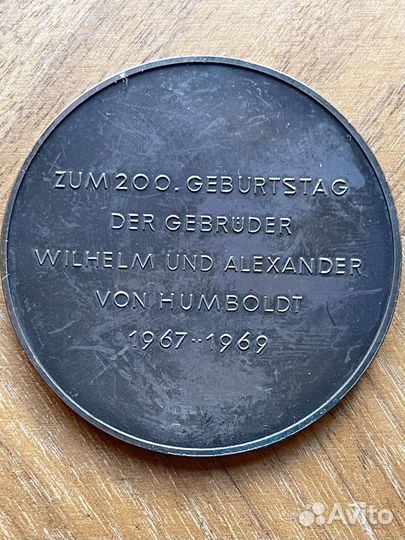 ZUM 200. GEBURTSTAG
DER GEBRÜDER
WILHELM UND ALEXANDER
VON HUMBOLDT
1967··1969
Avito